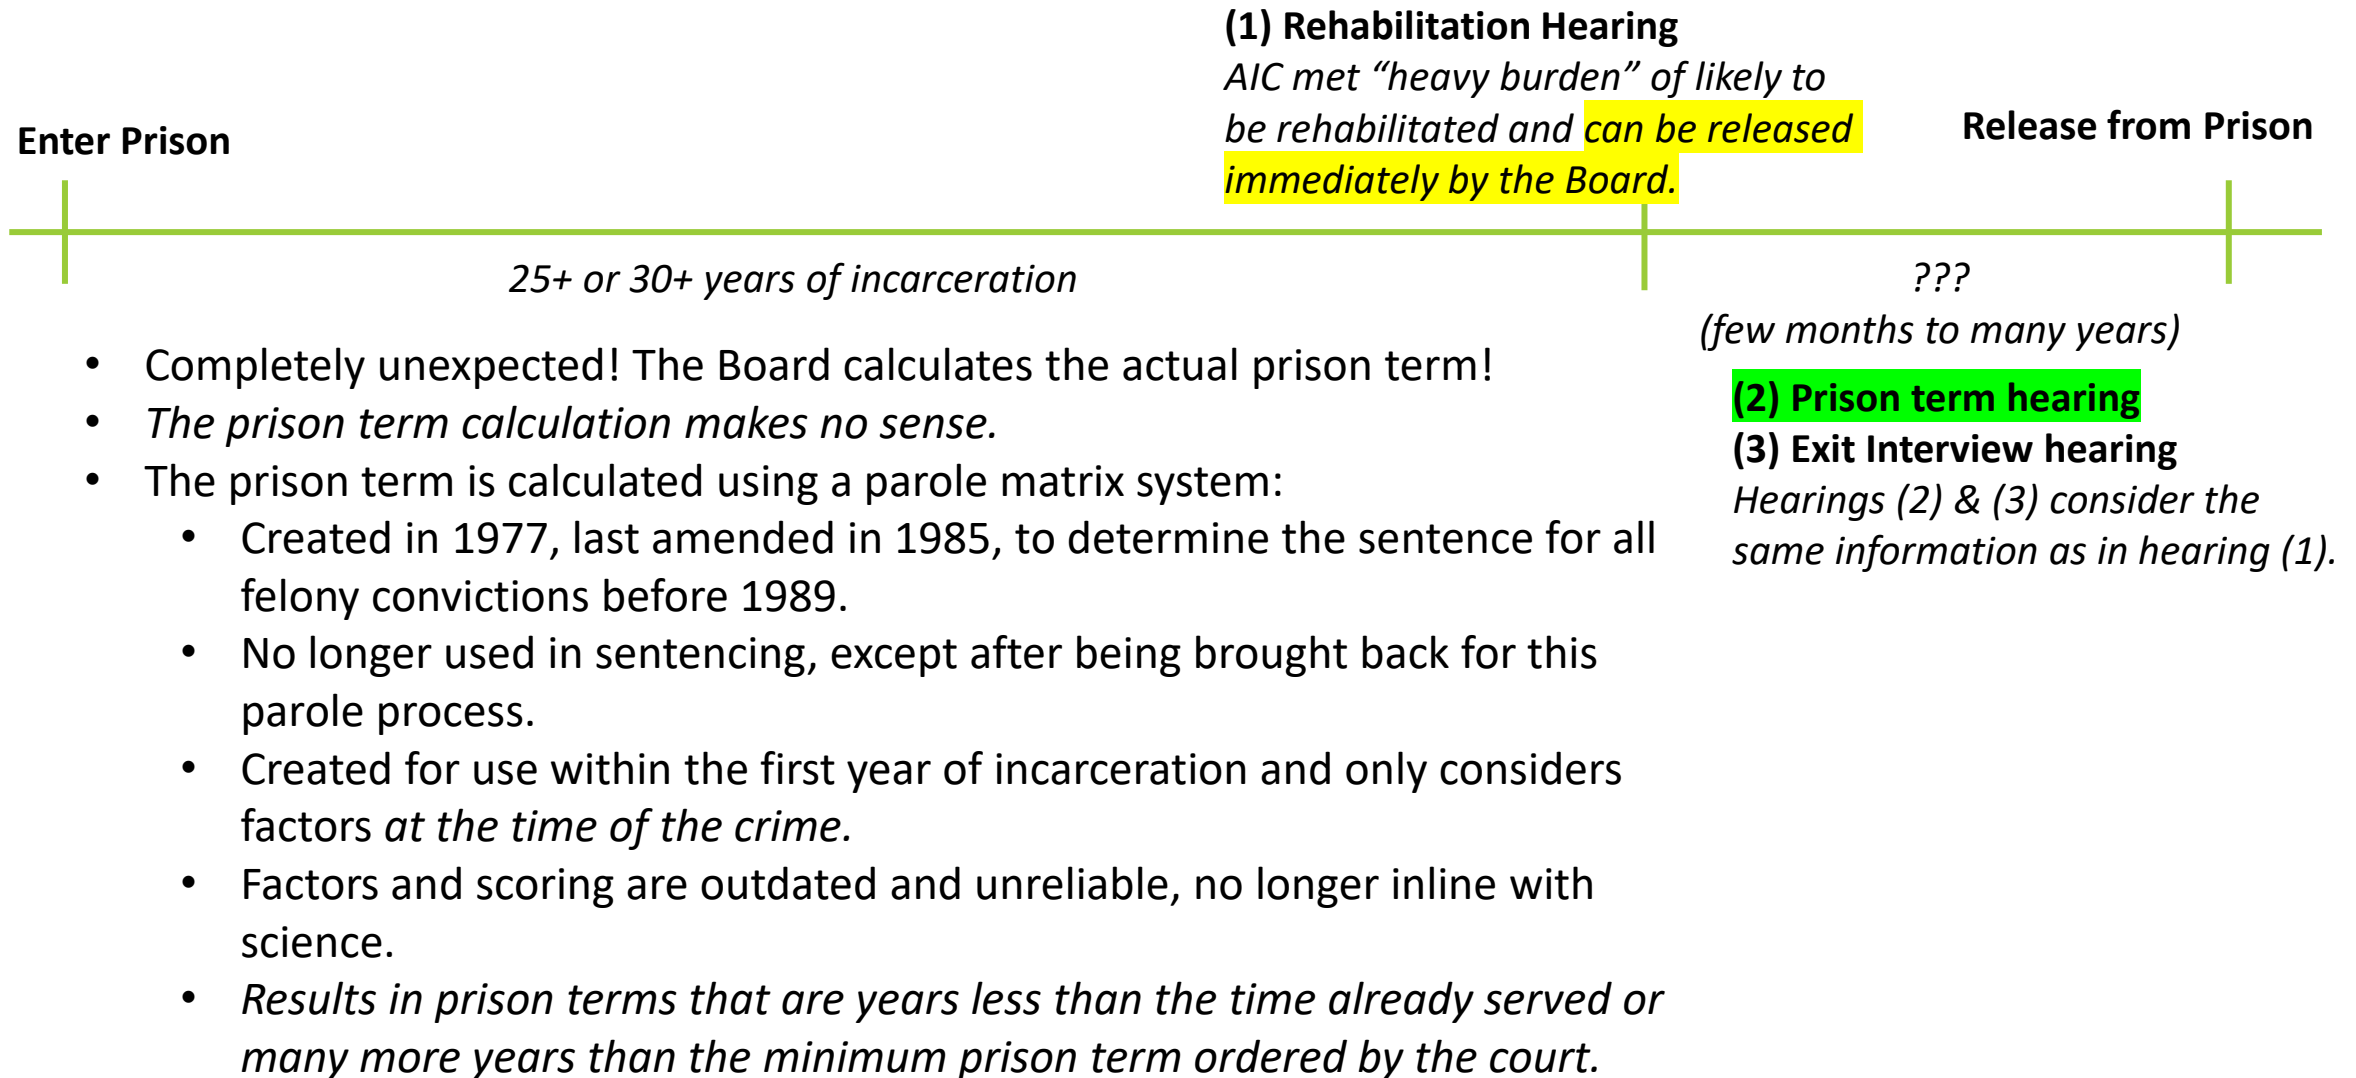 (1) Rehabilitation Hearing
AIC met “heavy burden” of likely to
be rehabilitated and can be released
immediately by the Board.
Enter Prison
Release from Prison
25+ or 30+ years of incarceration
???
(few months to many years)
• Completely unexpected! The Board calculates the actual prison term!
• The prison term calculation makes no sense.
• The prison term is calculated using a parole matrix system:
• Created in 1977, last amended in 1985, to determine the sentence for all
felony convictions before 1989.
• No longer used in sentencing, except after being brought back for this
parole process.
• Created for use within the first year of incarceration and only considers
factors at the time of the crime.
• Factors and scoring are outdated and unreliable, no longer inline with
science.
• Results in prison terms that are years less than the time already served or
many more years than the minimum prison term ordered by the court.
(2) Prison term hearing
(3) Exit Interview hearing
Hearings (2) & (3) consider the
same information as in hearing (1).